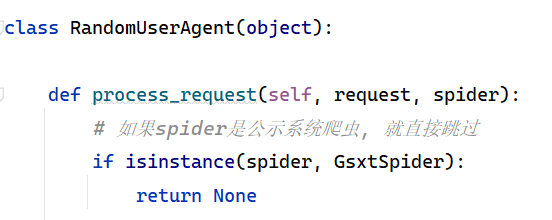 class RandomUserAgent(object):
def process_request(self, request, spider):
# 如果spider是公示系统爬虫, 就直接跳过
if isinstance(spider, GsxtSpider):
return None